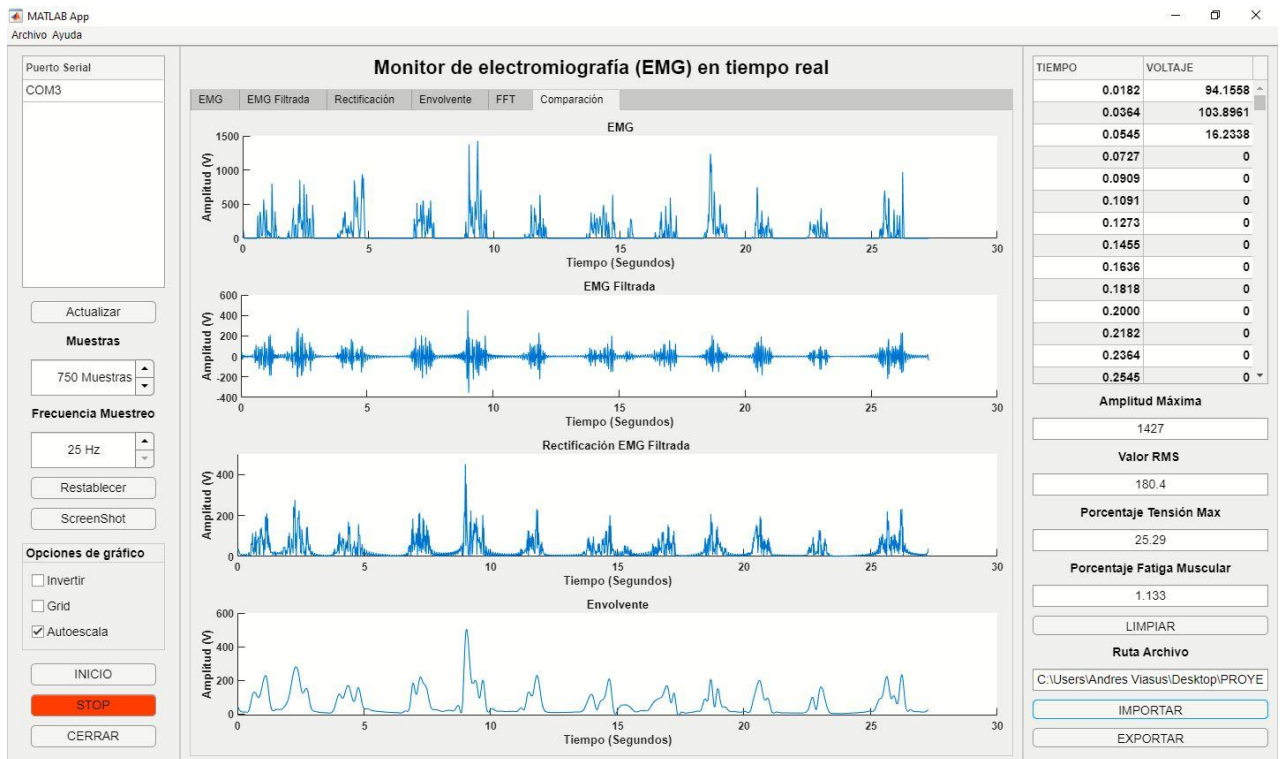 MATLAB App
Archivo Ayuda
Puerto Serial
COM3
Actualizar
Muestras
750 Muestras
Frecuencia Muestreo
25 Hz
Restablecer
ScreenShot
Opciones de gráfico
Invertir
Grid
Autoescala
INICIO
STOP
CERRAR
Monitor de electromiografía (EMG) en tiempo real
EMG EMG Filtrada Rectificación Envolvente FFT Comparación
EMG
Amplitud (V)
1500
1000
500
0
0 5 10 15 20 25 30
Tiempo (Segundos)
EMG Filtrada
Amplitud (V)
600
400
200
0
-200
-400
0 5 10 15 20 25 30
Tiempo (Segundos)
Rectificación EMG Filtrada
Amplitud (V)
400
200
0
0 5 10 15 20 25 30
Tiempo (Segundos)
Envolvente
Amplitud (V)
600
400
200
0
0 5 10 15 20 25 30
Tiempo (Segundos)
TIEMPO VOLTAJE
0.0182 94.1558
0.0364 103.8961
0.0545 16.2338
0.0727 0
0.0909 0
0.1091 0
0.1273 0
0.1455 0
0.1636 0
0.1818 0
0.2000 0
0.2182 0
0.2364 0
0.2545 0
Amplitud Máxima
1427
Valor RMS
180.4
Porcentaje Tensión Max
25.29
Porcentaje Fatiga Muscular
1.133
LIMPIAR
Ruta Archivo
C:\Users\Andres Viasus\Desktop\PROYE
IMPORTAR
EXPORTAR